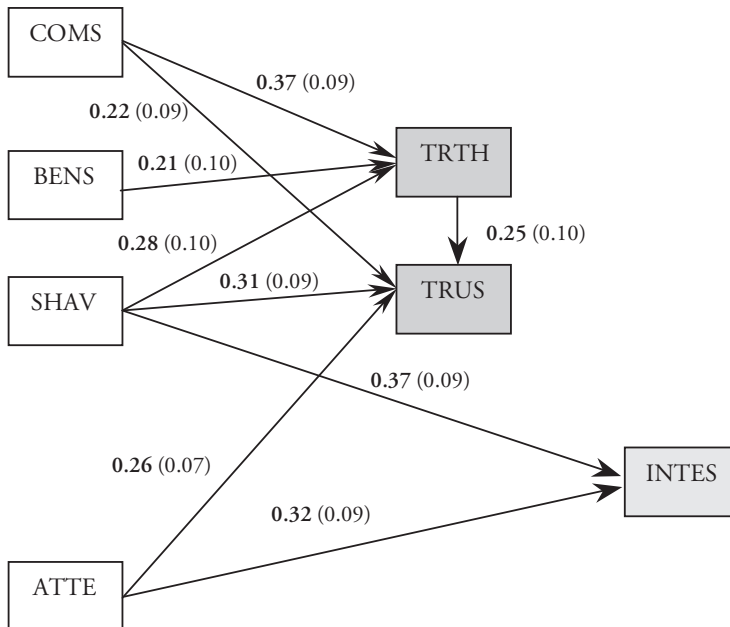 COMS
0.37 (0.09)
0.22 (0.09)
TRTH
BENS
0.21 (0.10)
0.25 (0.10)
0.28 (0.10)
0.31 (0.09)
TRUS
SHAV
0.37 (0.09)
0.26 (0.07)
INTES
0.32 (0.09)
ATTE